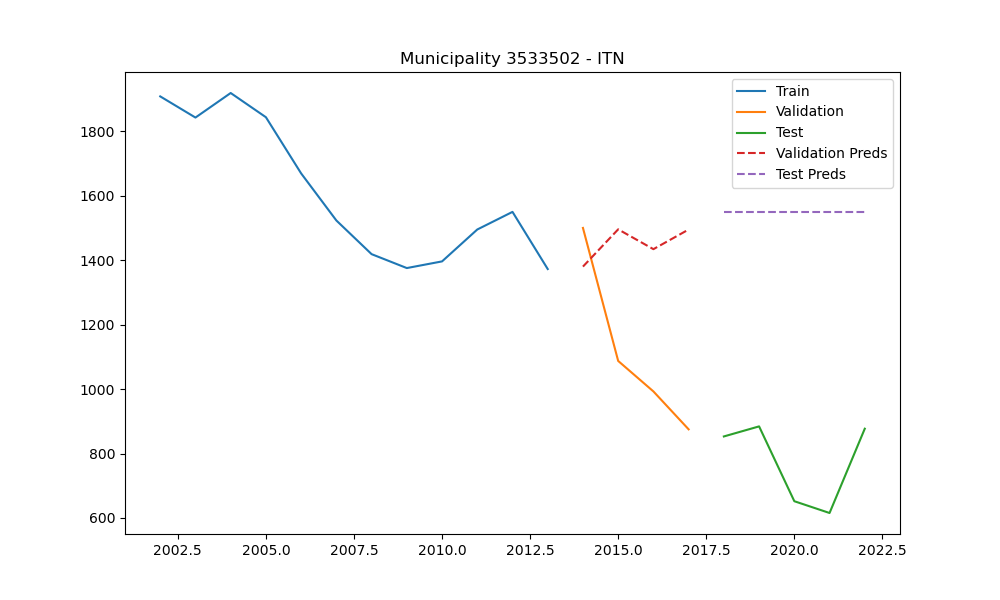 Municipality 3533502 - ITN
Train
Validation
Test
Validation Preds
Test Preds
1800
1600
1400
1200
1000
800
600
2002.5 2005.0 2007.5 2010.0 2012.5 2015.0 2017.5 2020.0 2022.5